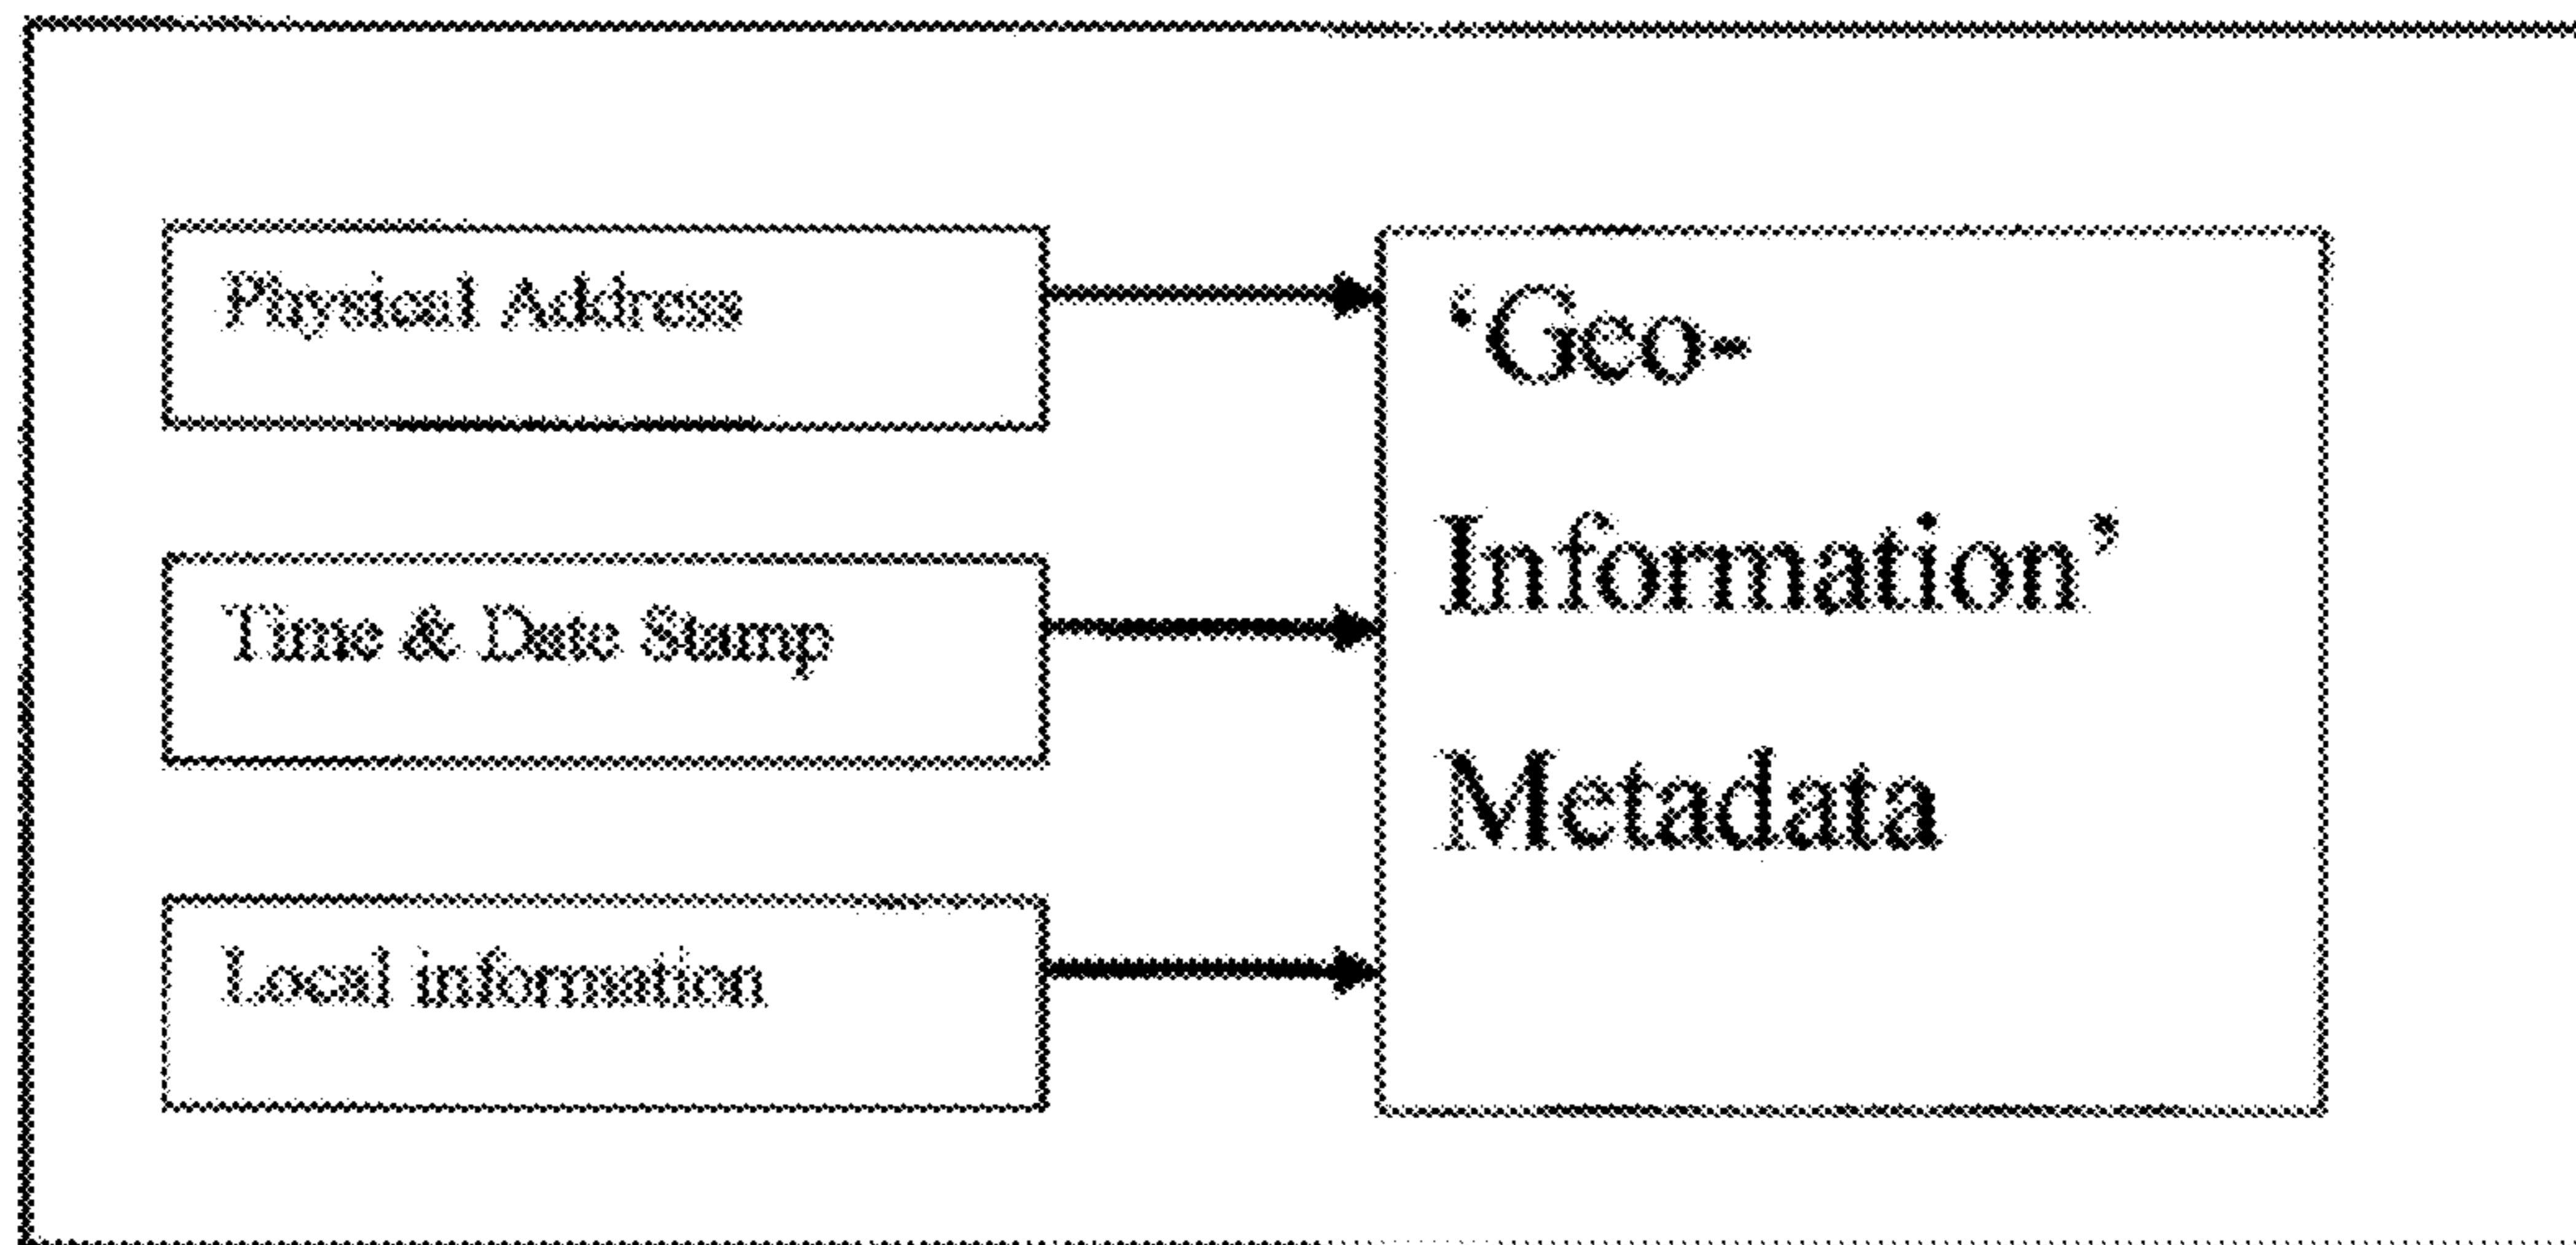 Physical Address
Time & Date Stamp
Local information
‘Geo-
Information’
Metadata